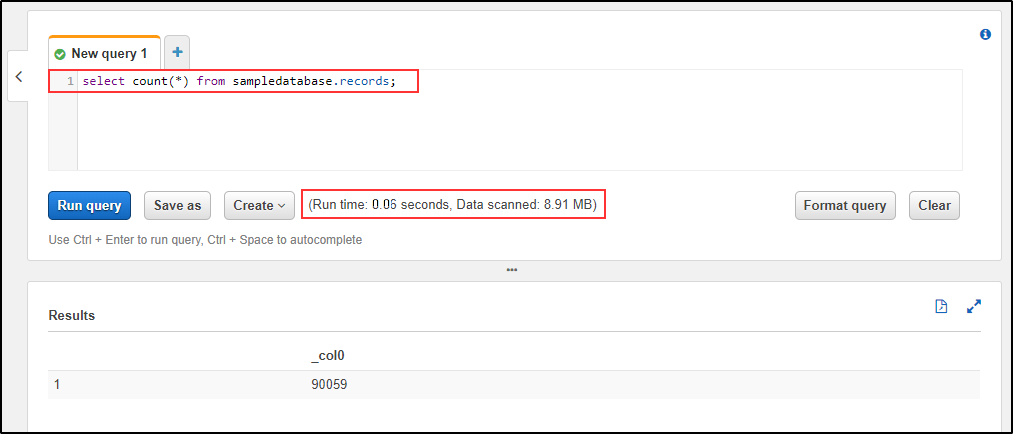 New query 1 +
1 select count(*) from sampledatabase.records;
Run query Save as Create (Run time: 0.06 seconds, Data scanned: 8.91 MB) Format query Clear
Use Ctrl + Enter to run query, Ctrl + Space to autocomplete
Results
_col0
1 90059